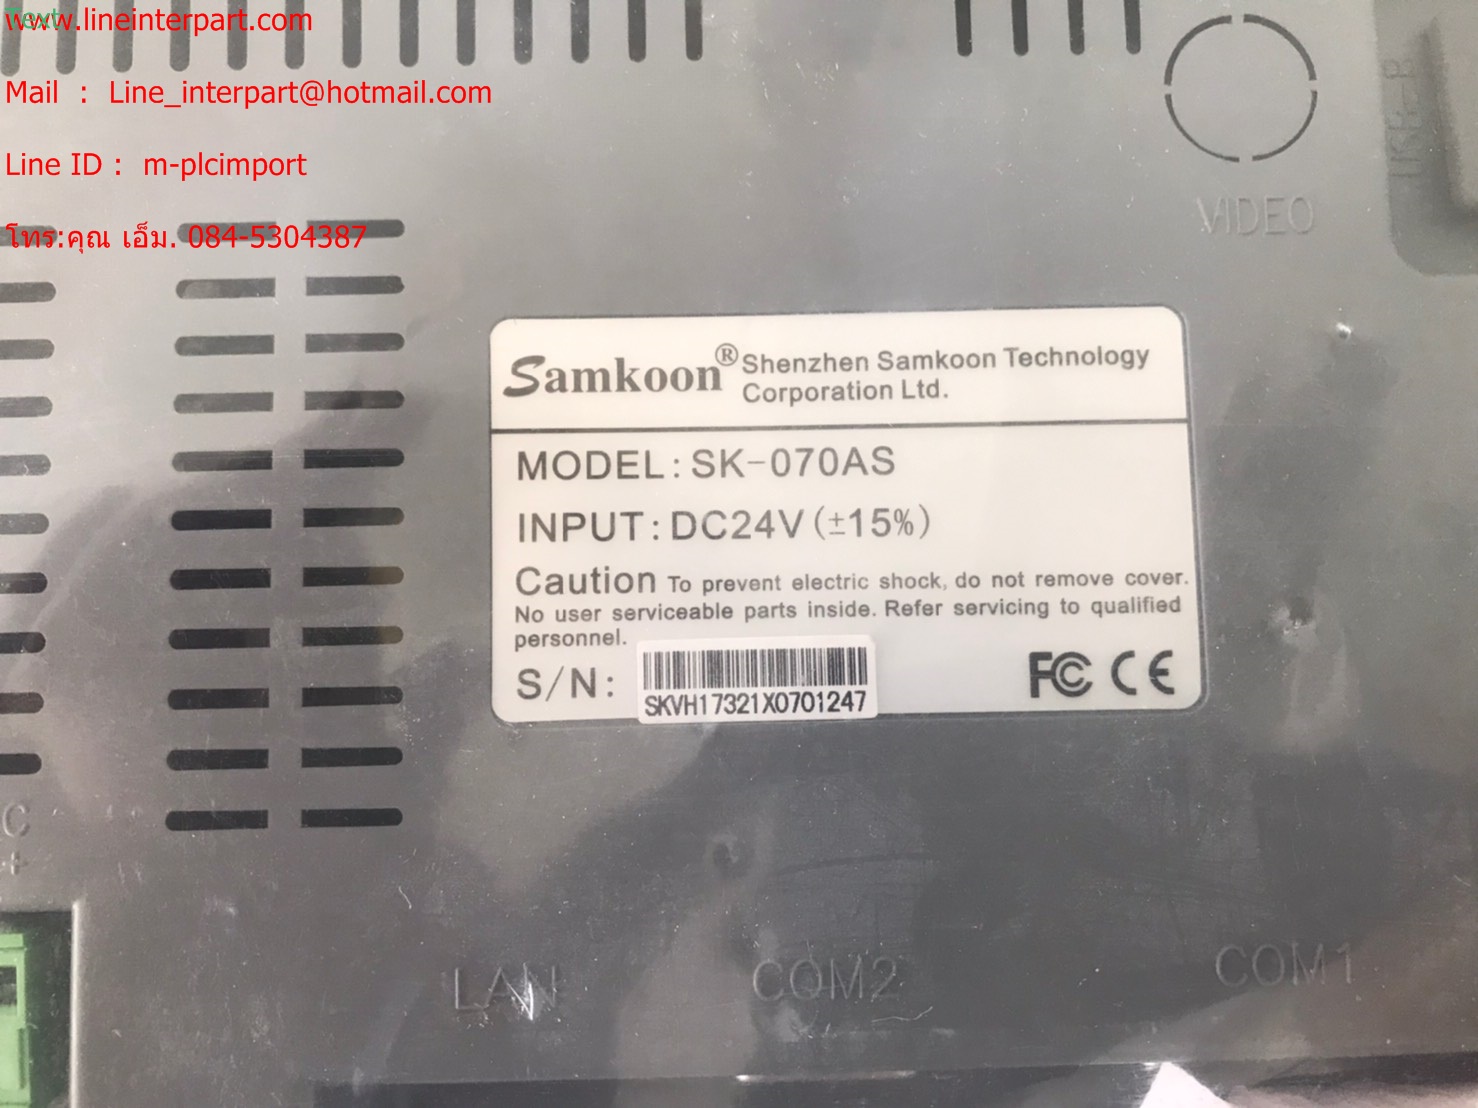 Text
www.lineinterpart.com
Mail : Line_interpart@hotmail.com
Line ID : m-plcimport
โทร:คุณ เอ็ม. 084-5304387
VIDEO
USB-B
Samkoon® Shenzhen Samkoon Technology
Corporation Ltd.
MODEL: SK-070AS
INPUT: DC24V(±15%)
Caution To prevent electric shock, do not remove cover.
No user serviceable parts inside. Refer servicing to qualified
personnel.
S/N:
SKVH17321X0701247
FC CE
C
+
LAN
COM2
COM1